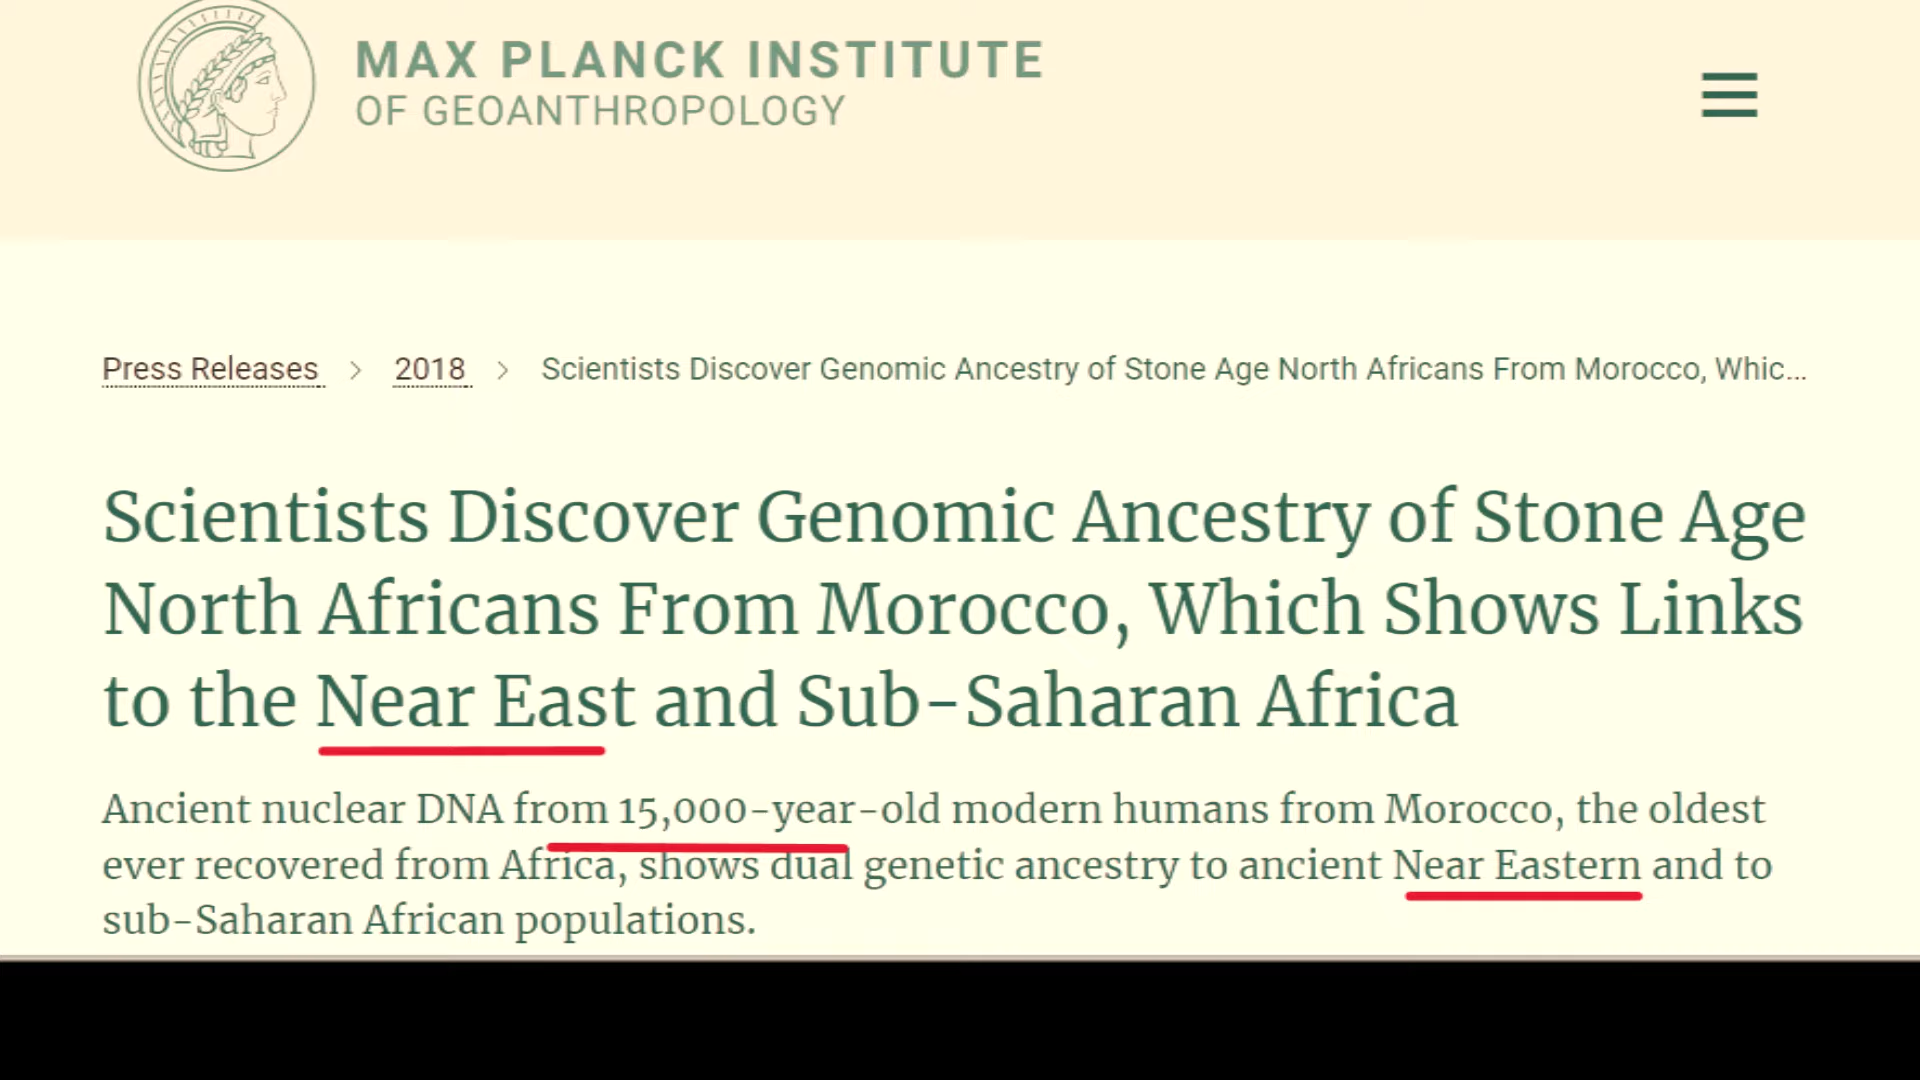 MAX PLANCK INSTITUTE
OF GEOANTHROPOLOGY
Press Releases > 2018 > Scientists Discover Genomic Ancestry of Stone Age North Africans From Morocco, Whic...
Scientists Discover Genomic Ancestry of Stone Age
North Africans From Morocco, Which Shows Links
to the Near East and Sub-Saharan Africa
Ancient nuclear DNA from 15,000-year-old modern humans from Morocco, the oldest
ever recovered from Africa, shows dual genetic ancestry to ancient Near Eastern and to
sub-Saharan African populations.